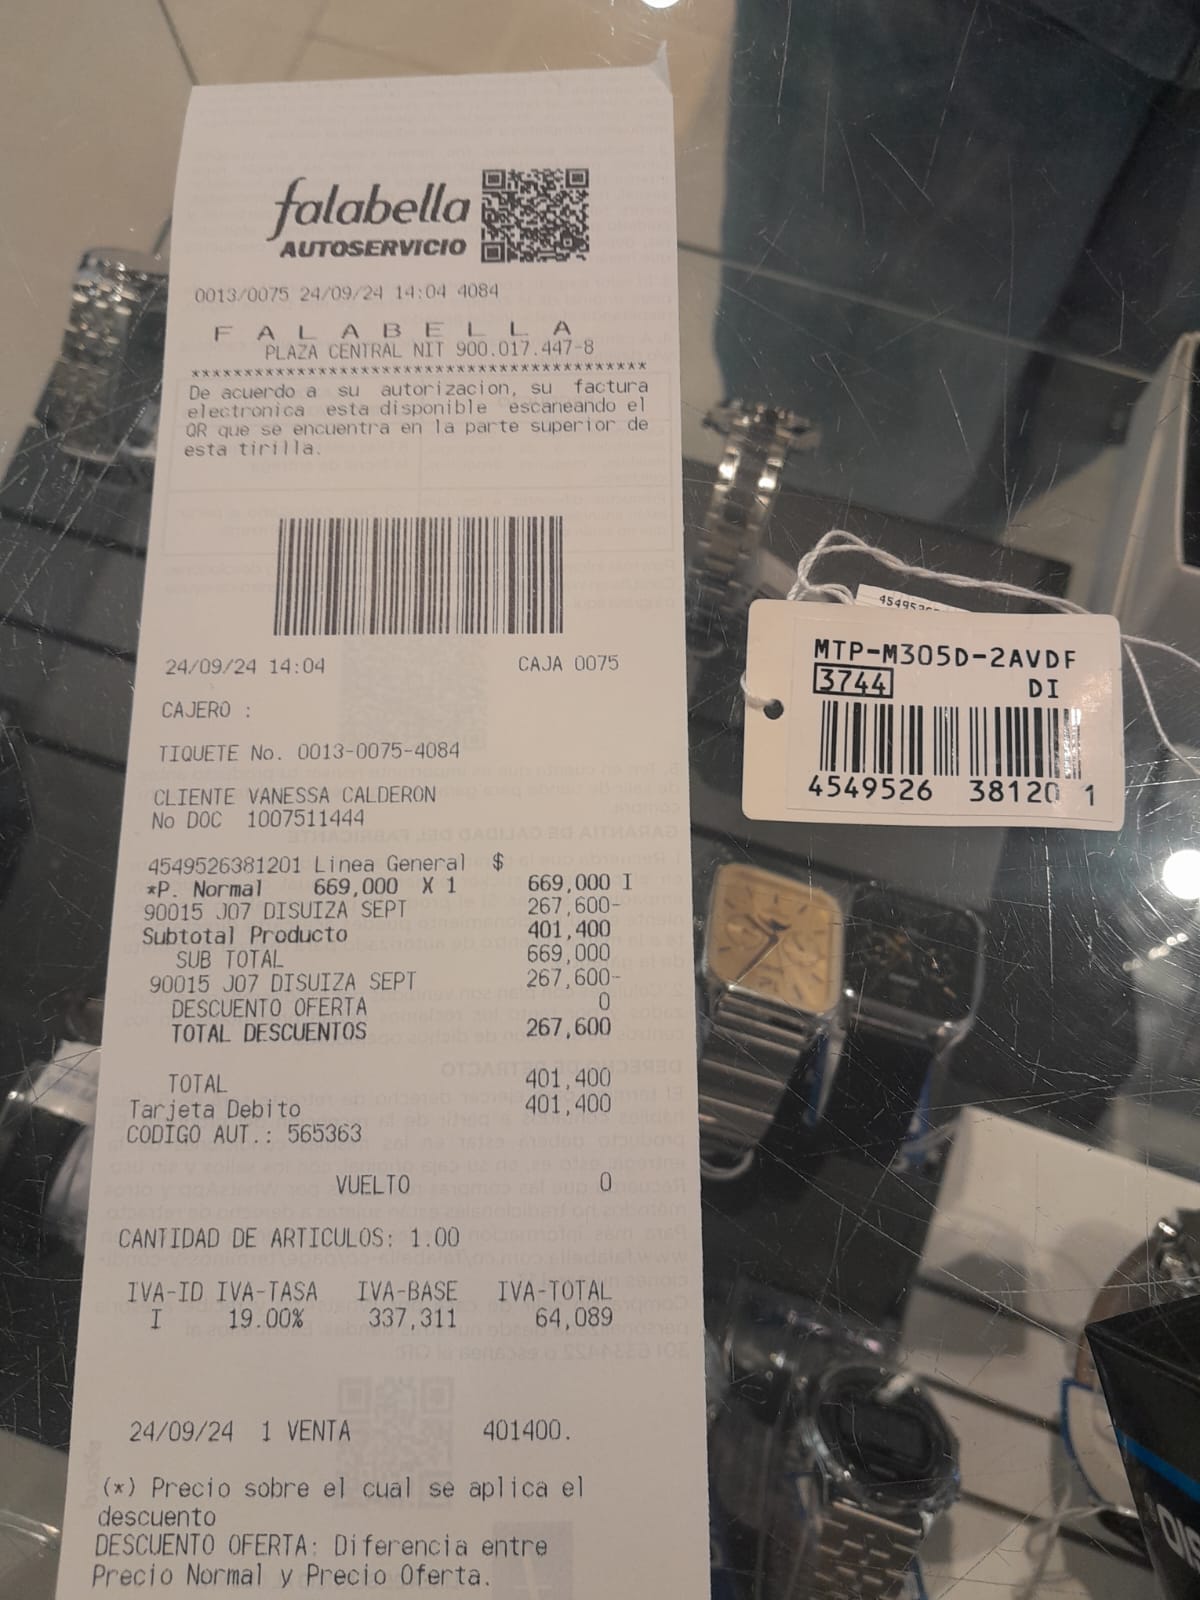 falabella
AUTOSERVICIO
0013/0075 24/09/24 14:04 4084
F A L A B E L L A
PLAZA CENTRAL NIT 900.017.447-8
********************************************
De acuerdo a su autorizacion, su factura
electronica esta disponible escaneando el
QR que se encuentra en la parte superior de
esta tirilla.
24/09/24 14:04 CAJA 0075
CAJERO :
TIQUETE No. 0013-0075-4084
CLIENTE VANESSA CALDERON
No DOC 1007511444
4549526381201 Linea General $
*P. Normal 669,000 X 1 669,000 I
90015 J07 DISUIZA SEPT 267,600-
Subtotal Producto 401,400
SUB TOTAL 669,000
90015 J07 DISUIZA SEPT 267,600-
DESCUENTO OFERTA 0
TOTAL DESCUENTOS 267,600
TOTAL 401,400
Tarjeta Debito 401,400
CODIGO AUT.: 565363
VUELTO 0
CANTIDAD DE ARTICULOS: 1.00
IVA-ID IVA-TASA IVA-BASE IVA-TOTAL
I 19.00% 337,311 64,089
24/09/24 1 VENTA 401400.
(*) Precio sobre el cual se aplica el
descuento
DESCUENTO OFERTA: Diferencia entre
Precio Normal y Precio Oferta.
MTP-M305D-2AVDF
3744 DI
4549526 38120 1